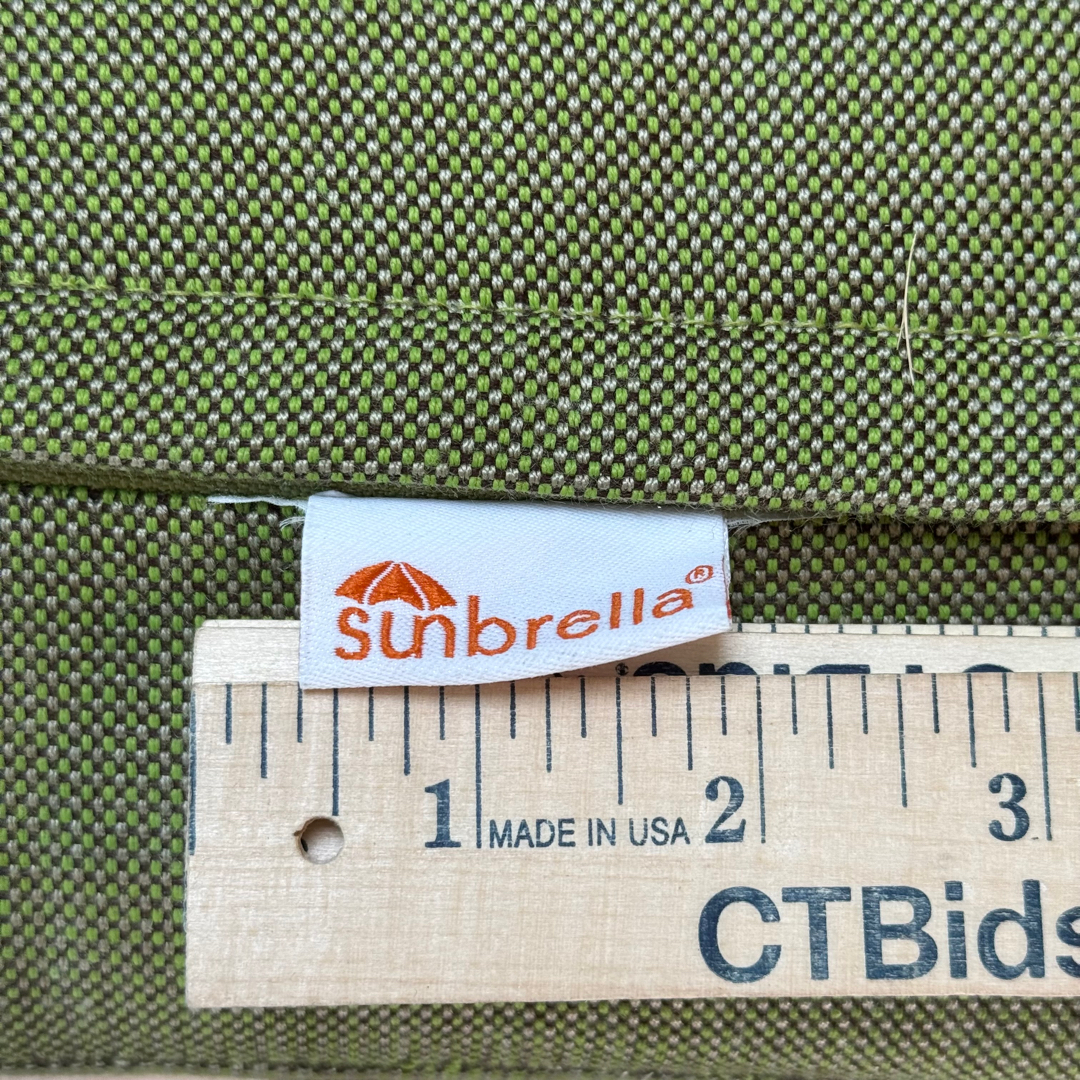 Sunbrella®
1 MADE IN USA 2 3
CTBids